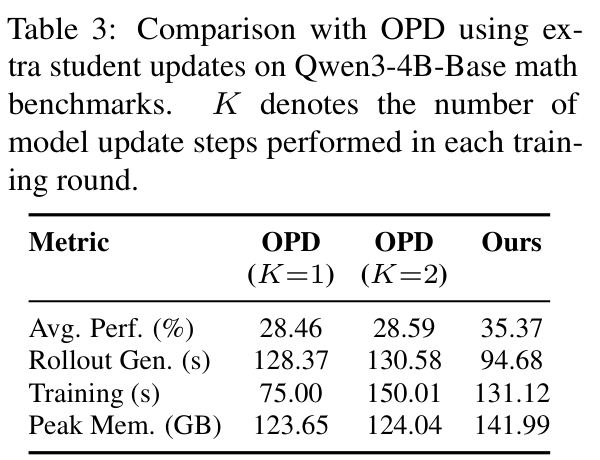 Table 3: Comparison with OPD using ex-
tra student updates on Qwen3-4B-Base math
benchmarks. K denotes the number of
model update steps performed in each train-
ing round.
Metric OPD OPD Ours
(K=1) (K=2)
Avg. Perf. (%) 28.46 28.59 35.37
Rollout Gen. (s) 128.37 130.58 94.68
Training (s) 75.00 150.01 131.12
Peak Mem. (GB) 123.65 124.04 141.99